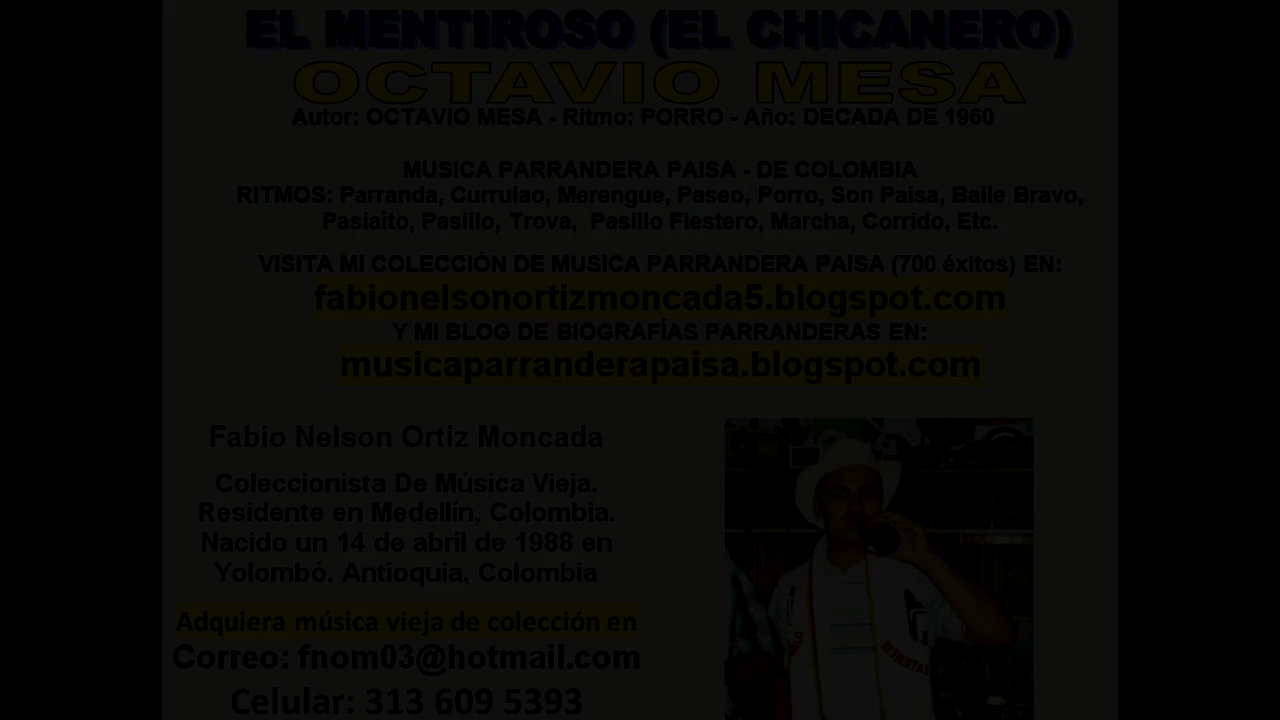 EL MENTIROSO (EL CHICANERO)
OCTAVIO MESA
Autor: OCTAVIO MESA - Ritmo: PORRO - Año: DECADA DE 1960
MUSICA PARRANDERA PAISA - DE COLOMBIA
RITMOS: Parranda, Currulao, Merengue, Paseo, Porro, Son Paisa, Baile Bravo,
Pasiaito, Pasillo, Trova, Pasillo Fiestero, Marcha, Corrido, Etc.
VISITA MI COLECCIÓN DE MUSICA PARRANDERA PAISA (700 éxitos) EN:
fabionelsonortizmoncada5.blogspot.com
Y MI BLOG DE BIOGRAFÍAS PARRANDERAS EN:
musicaparranderapaisa.blogspot.com
Fabio Nelson Ortiz Moncada
Coleccionista De Música Vieja.
Residente en Medellín, Colombia.
Nacido un 14 de abril de 1988 en
Yolombó, Antioquia, Colombia
Adquiera música vieja de colección en
Correo: fnom03@hotmail.com
Celular: 313 609 5393